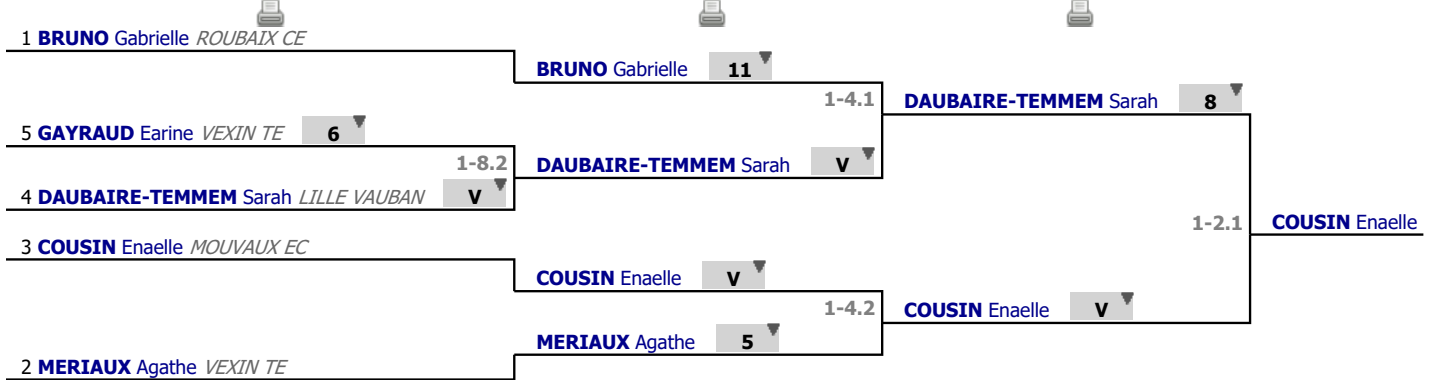 1 BRUNO Gabrielle ROUBAIX CE
BRUNO Gabrielle 11
1-4.1
DAUBAIRE-TEMMEM Sarah 8
5 GAYRAUD Earine VEXIN TE 6
1-8.2
DAUBAIRE-TEMMEM Sarah V
4 DAUBAIRE-TEMMEM Sarah LILLE VAUBAN V
1-2.1
COUSIN Enaelle
3 COUSIN Enaelle MOUVAUX EC
COUSIN Enaelle V
1-4.2
COUSIN Enaelle V
MERIAUX Agathe 5
2 MERIAUX Agathe VEXIN TE